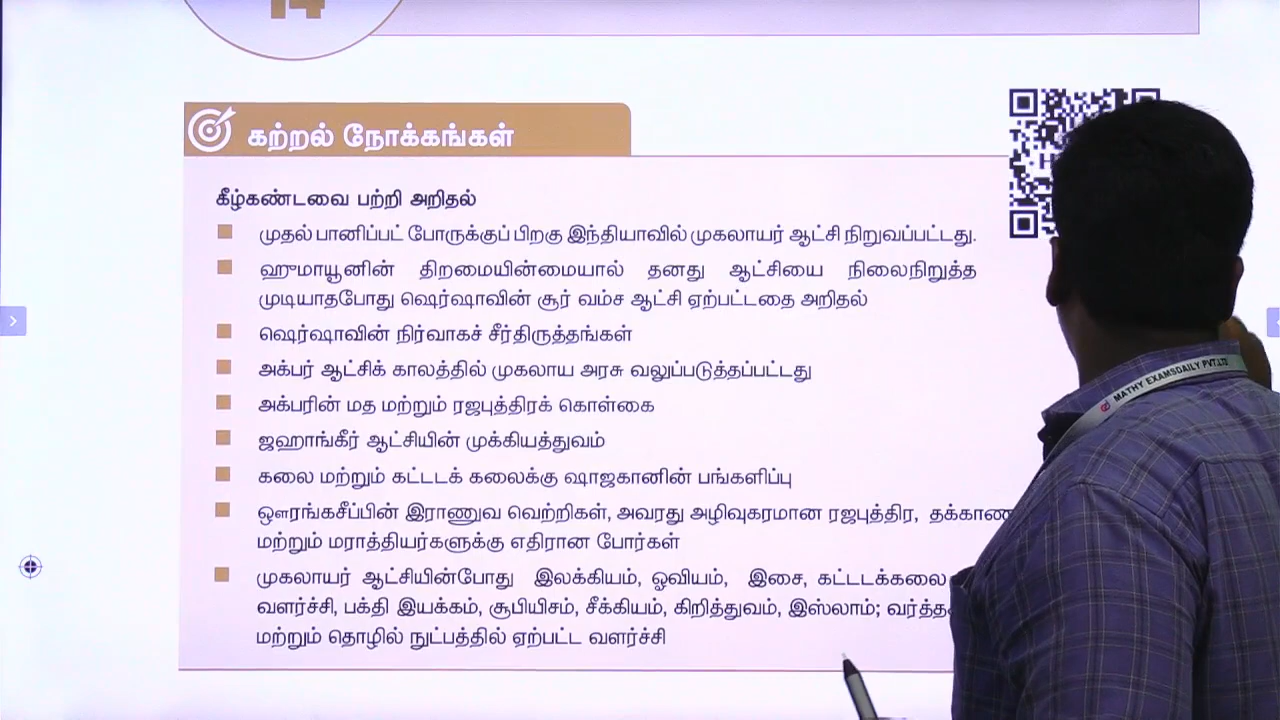 14
கற்றல் நோக்கங்கள்
கீழ்கண்டவை பற்றி அறிதல்
முதல் பானிப்பட் போருக்குப் பிறகு இந்தியாவில் முகலாயர் ஆட்சி நிறுவப்பட்டது.
ஹுமாயூனின் திறமையின்மையால் தனது ஆட்சியை நிலைநிறுத்த
முடியாதபோது ஷெர்ஷாவின் சூர் வம்ச ஆட்சி ஏற்பட்டதை அறிதல்
ஷெர்ஷாவின் நிர்வாகச் சீர்திருத்தங்கள்
அக்பர் ஆட்சிக் காலத்தில் முகலாய அரசு வலுப்படுத்தப்பட்டது
அக்பரின் மத மற்றும் ரஜபுத்திரக் கொள்கை
ஜஹாங்கீர் ஆட்சியின் முக்கியத்துவம்
கலை மற்றும் கட்டடக் கலைக்கு ஷாஜகானின் பங்களிப்பு
ஔரங்கசீப்பின் இராணுவ வெற்றிகள், அவரது அழிவுகரமான ரஜபுத்திர,
மற்றும் மராத்தியர்களுக்கு எதிரான போர்கள்
முகலாயர் ஆட்சியின்போது இலக்கியம், ஓவியம், இசை, கட்டடக்கலை
வளர்ச்சி, பக்தி இயக்கம், சூபியிசம், சீக்கியம், கிறித்துவம், இஸ்லாம்;
மற்றும் தொழில் நுட்பத்தில் ஏற்பட்ட வளர்ச்சி
MATHY EXAMSDAILY PVT.LTD